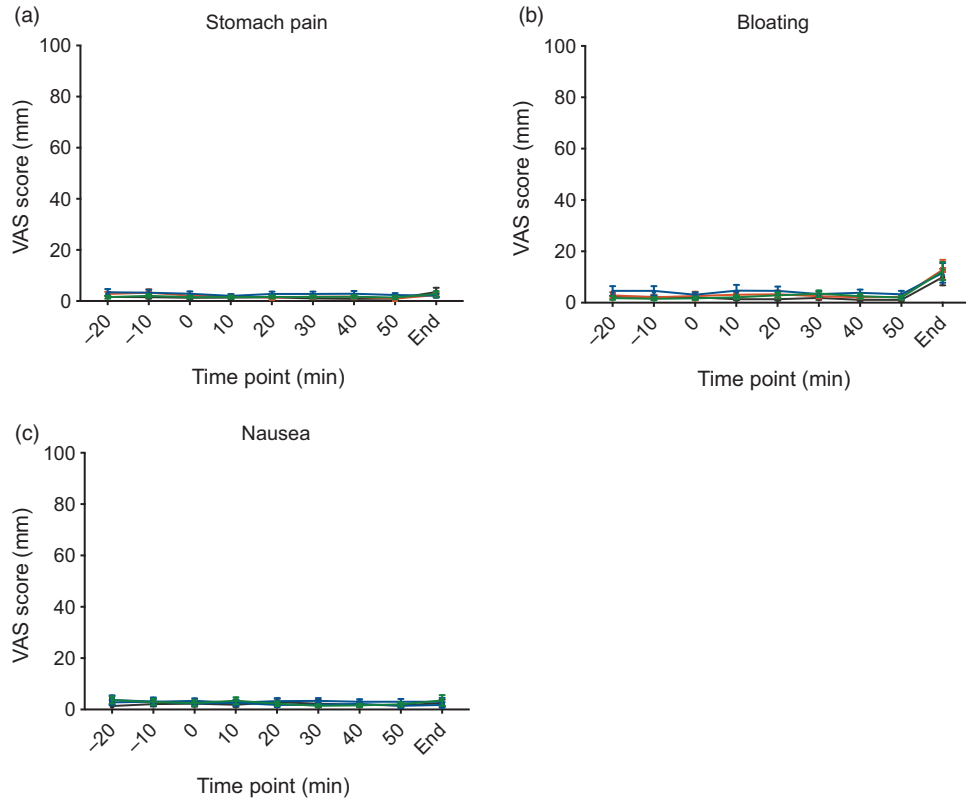 (a)
Stomach pain
100
80
60
40
20
0
VAS score (mm)
–20
–10
0
10
20
30
40
50
End
Time point (min)
(b)
Bloating
100
80
60
40
20
0
VAS score (mm)
–20
–10
0
10
20
30
40
50
End
Time point (min)
(c)
Nausea
100
80
60
40
20
0
VAS score (mm)
–20
–10
0
10
20
30
40
50
End
Time point (min)